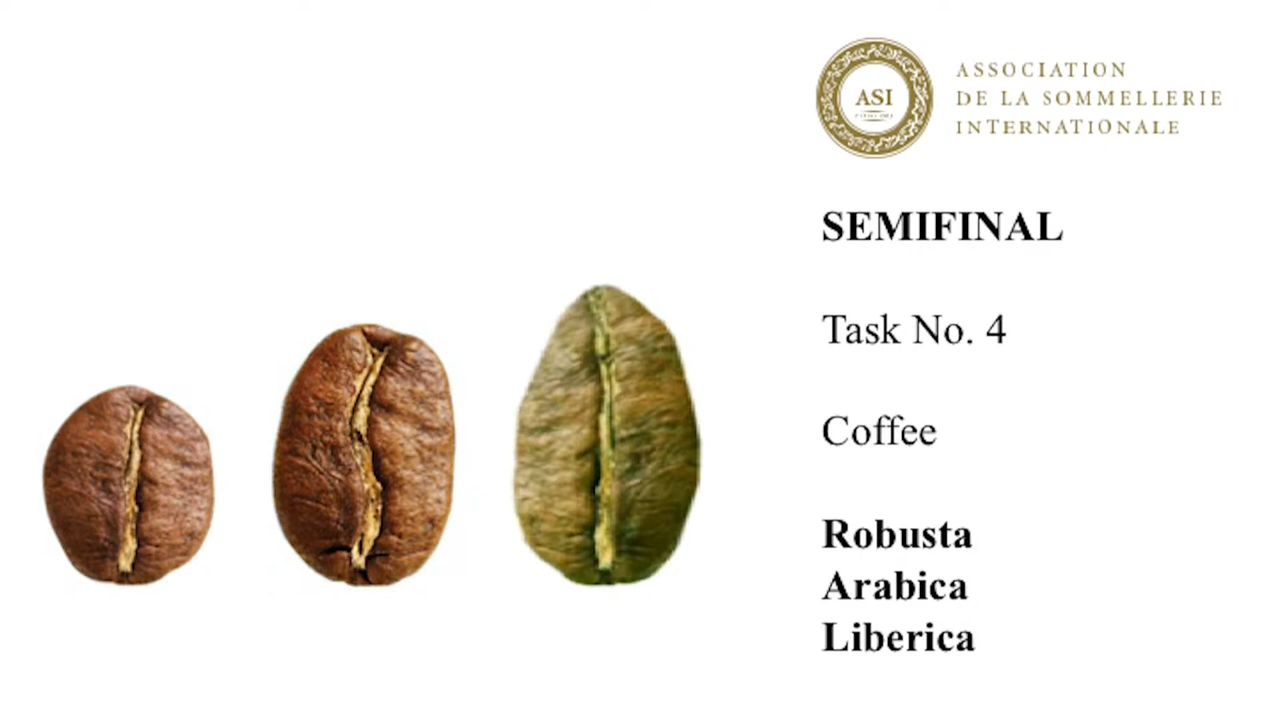 ASSOCIATION
DE LA SOMMELLERIE
INTERNATIONALE
ASI
SEMIFINAL
Task No. 4
Coffee
Robusta
Arabica
Liberica